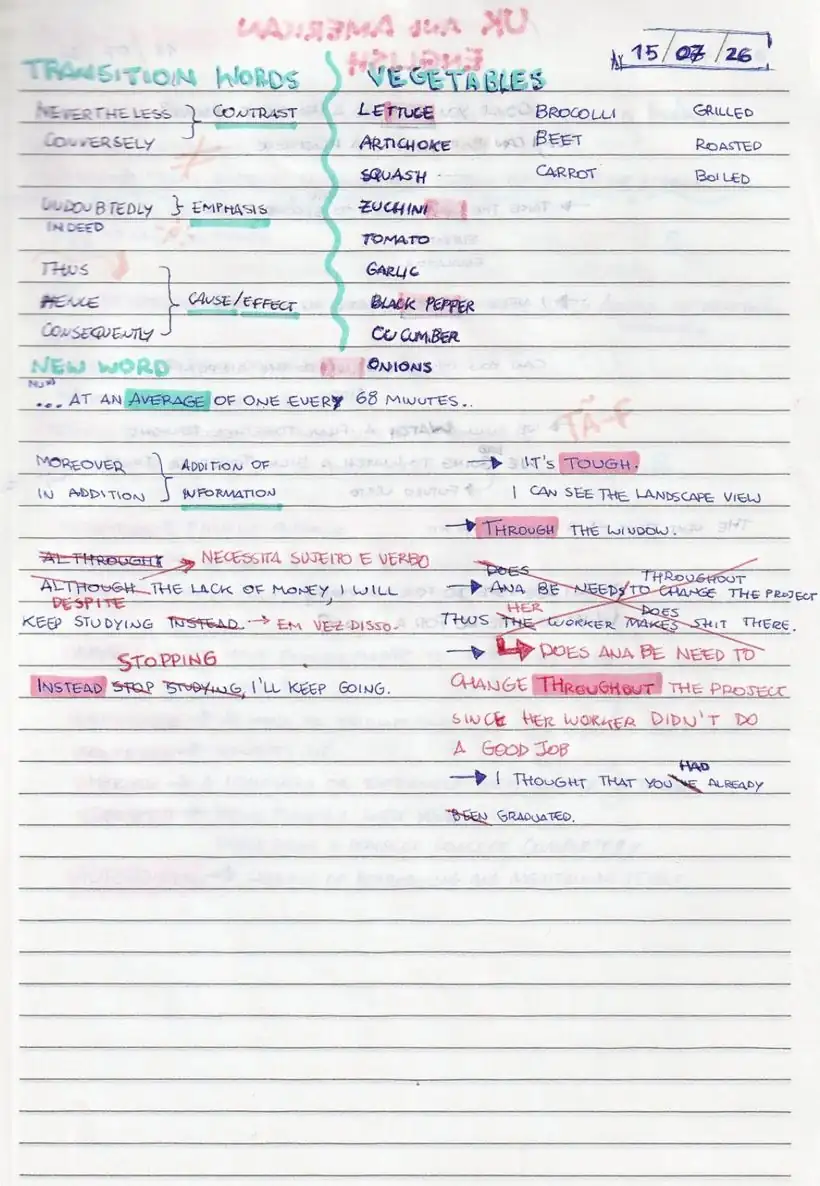 15/07/26
TRANSITION WORDS
NEVERTHELESS } CONTRAST
CONVERSELY
UNDOUBTEDLY } EMPHASIS
INDEED
THUS
HENCE } CAUSE/EFFECT
CONSEQUENTLY
VEGETABLES
LETTUCE BROCOLLI GRILLED
ARTICHOKE BEET ROASTED
SQUASH CARROT BOILED
ZUCHINI
TOMATO
GARLIC
BLACK PEPPER
CUCUMBER
ONIONS
NEW WORD
... AT AN AVERAGE OF ONE EVERY 68 MINUTES..
MOREOVER } ADDITION OF
IN ADDITION INFORMATION
ALTHROUGHT → NECESSITA SUJEITO E VERBO
ALTHOUGH THE LACK OF MONEY, I WILL
DESPITE
KEEP STUDYING INSTEAD → EM VEZ DISSO.
STOPPING
INSTEAD STOP STUDYING, I'LL KEEP GOING.
→ IT'S TOUGH.
I CAN SEE THE LANDSCAPE VIEW
→ THROUGH THE WINDOW.
DOES THROUGHOUT
→ ANA BE NEEDS TO CHANGE THE PROJECT
HER DOES
THUS THE WORKER MAKES SHIT THERE.
→ DOES ANA BE NEED TO
CHANGE THROUGHOUT THE PROJECT
SINCE HER WORKER DIDN'T DO
A GOOD JOB
HAD
→ I THOUGHT THAT YOU'VE ALREADY
BEEN GRADUATED.